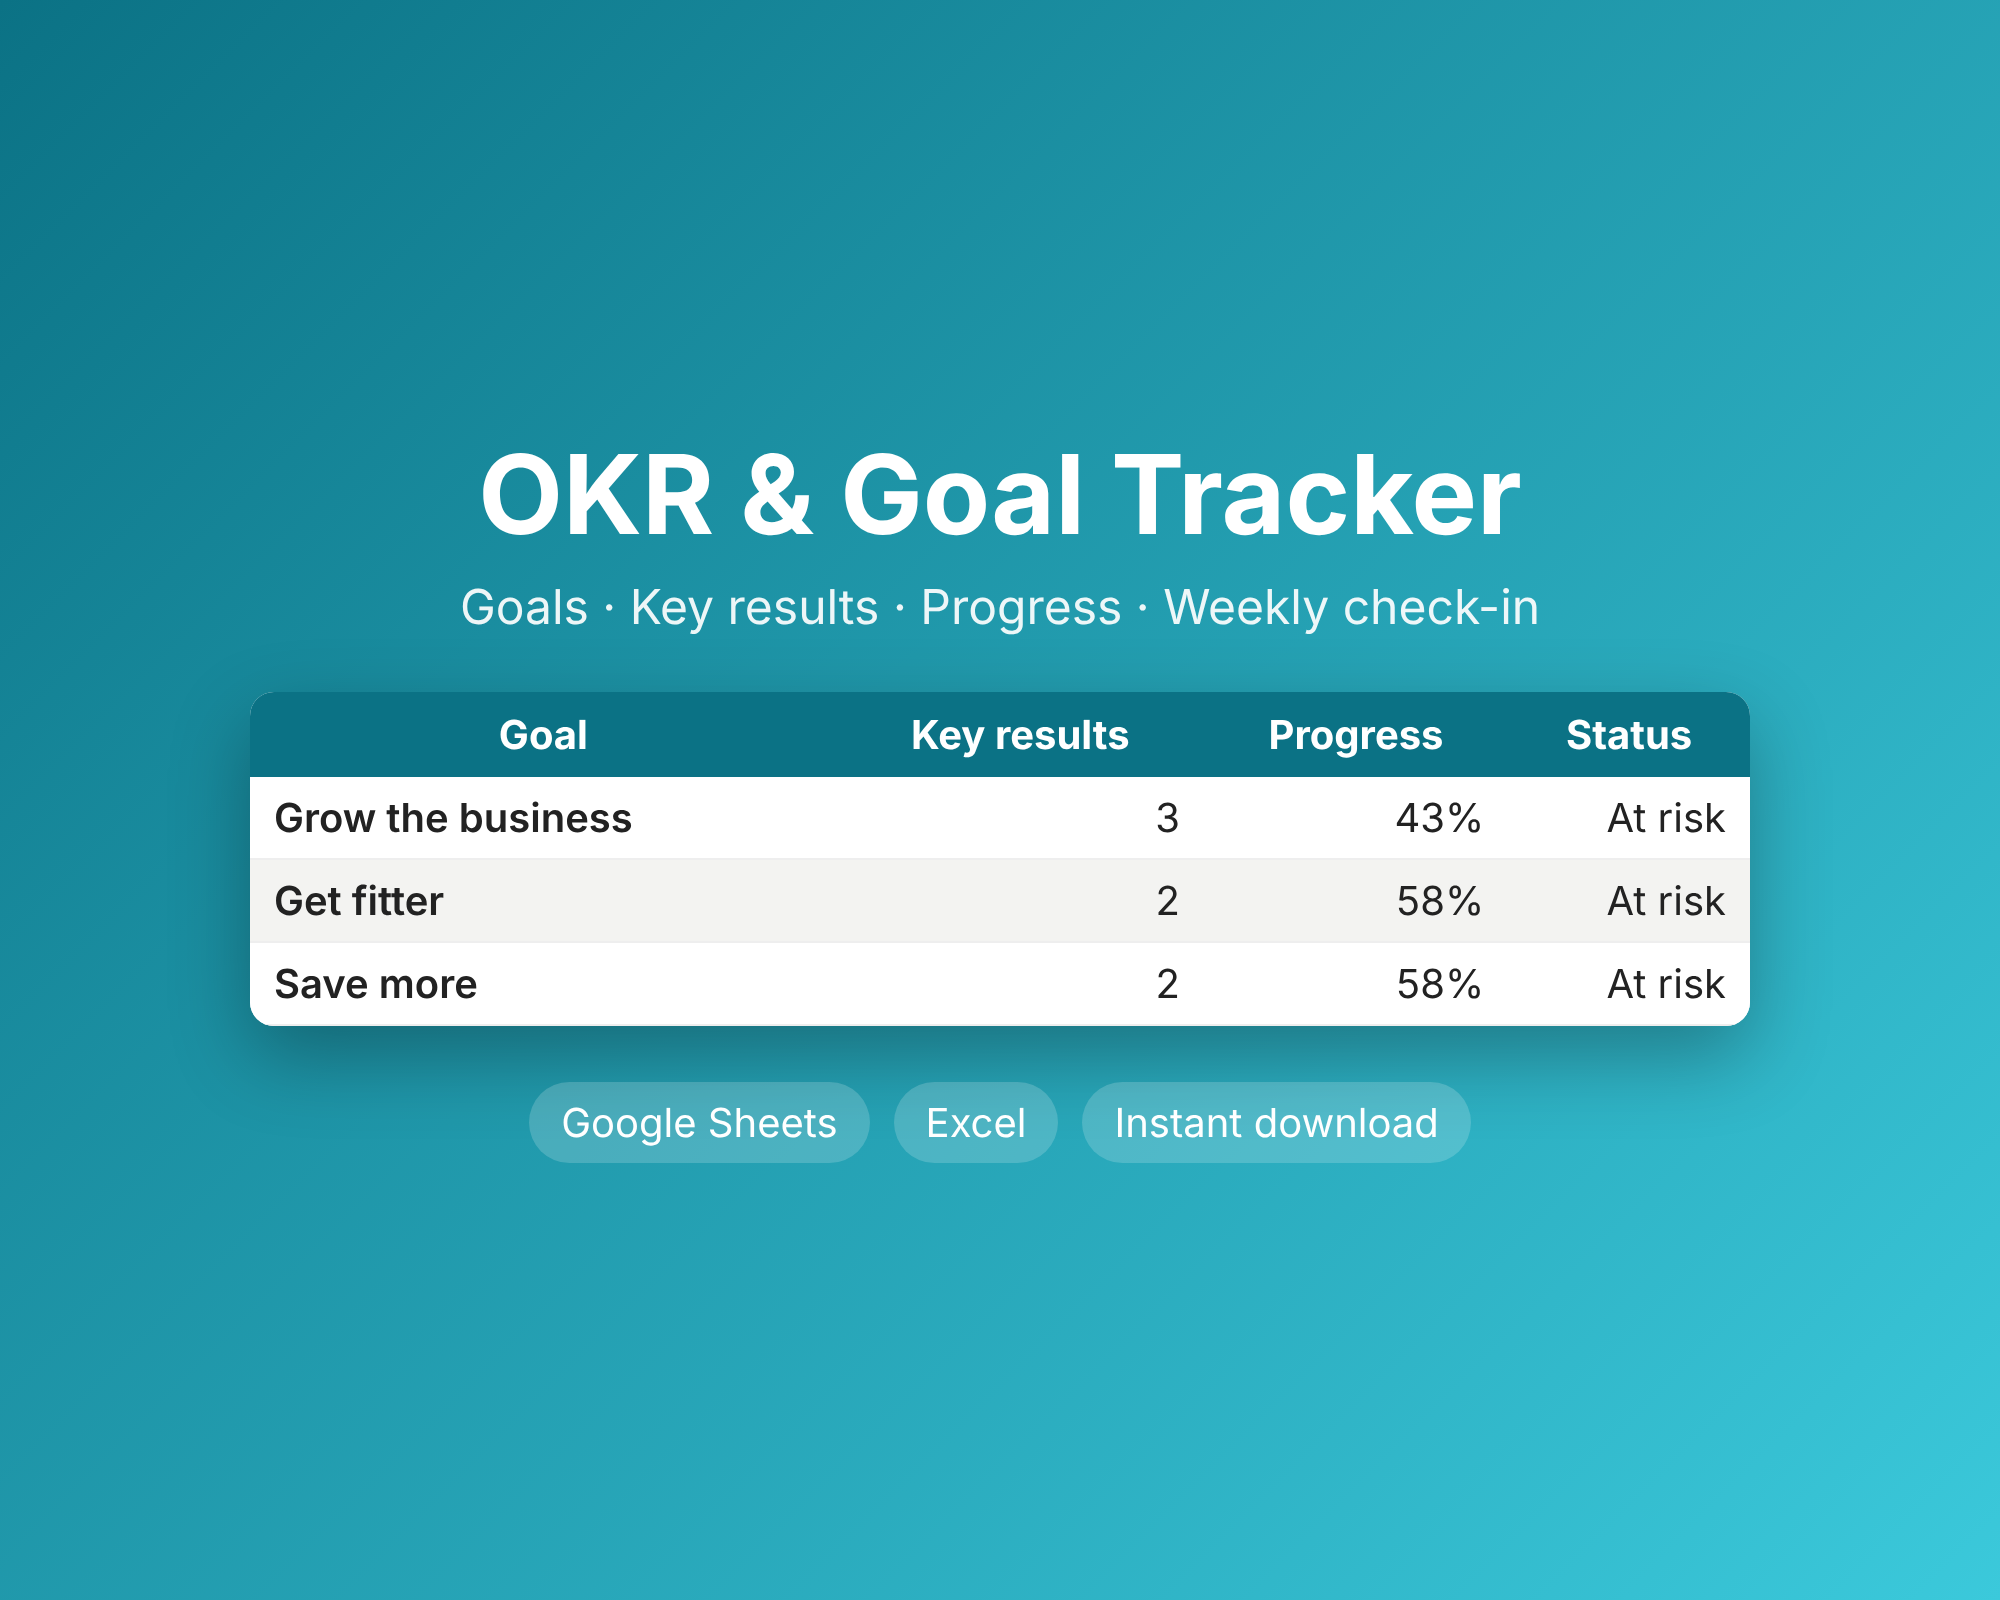 OKR & Goal Tracker
Goals · Key results · Progress · Weekly check-in
Goal Key results Progress Status
Grow the business 3 43% At risk
Get fitter 2 58% At risk
Save more 2 58% At risk
Google Sheets Excel Instant download